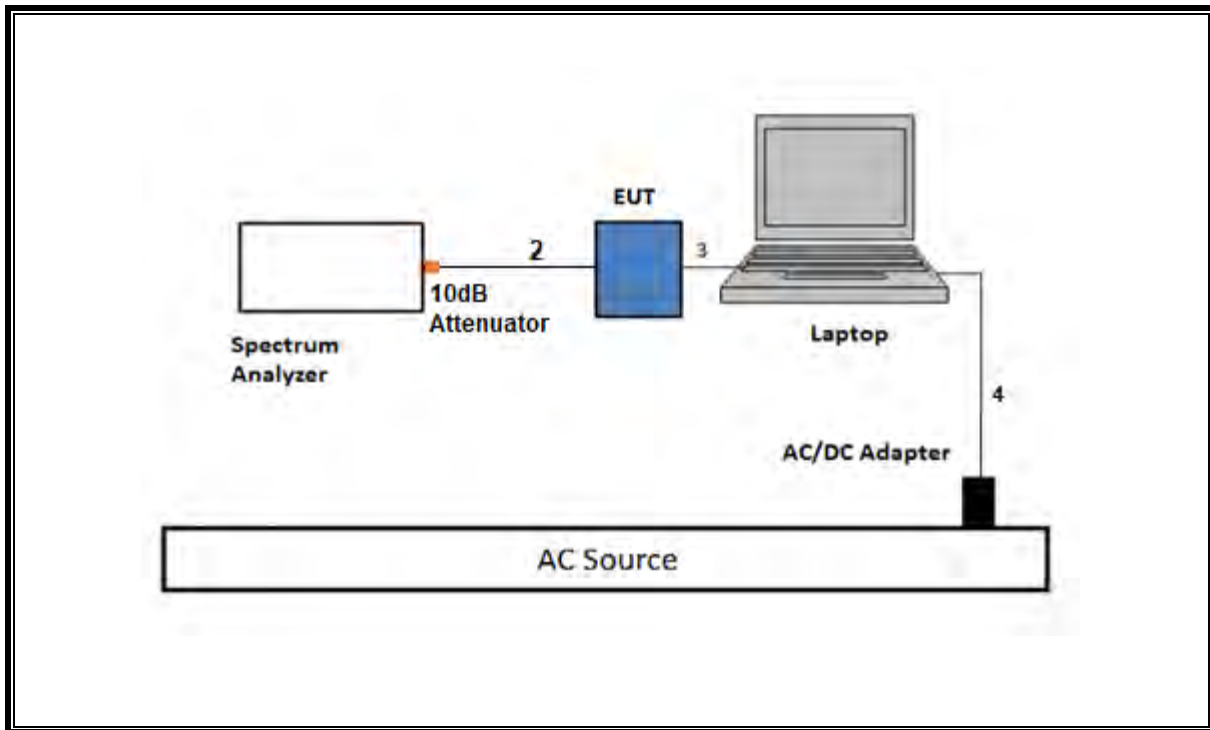 EUT
2
3
10dB
Attenuator
Spectrum
Analyzer
Laptop
4
AC/DC Adapter
AC Source